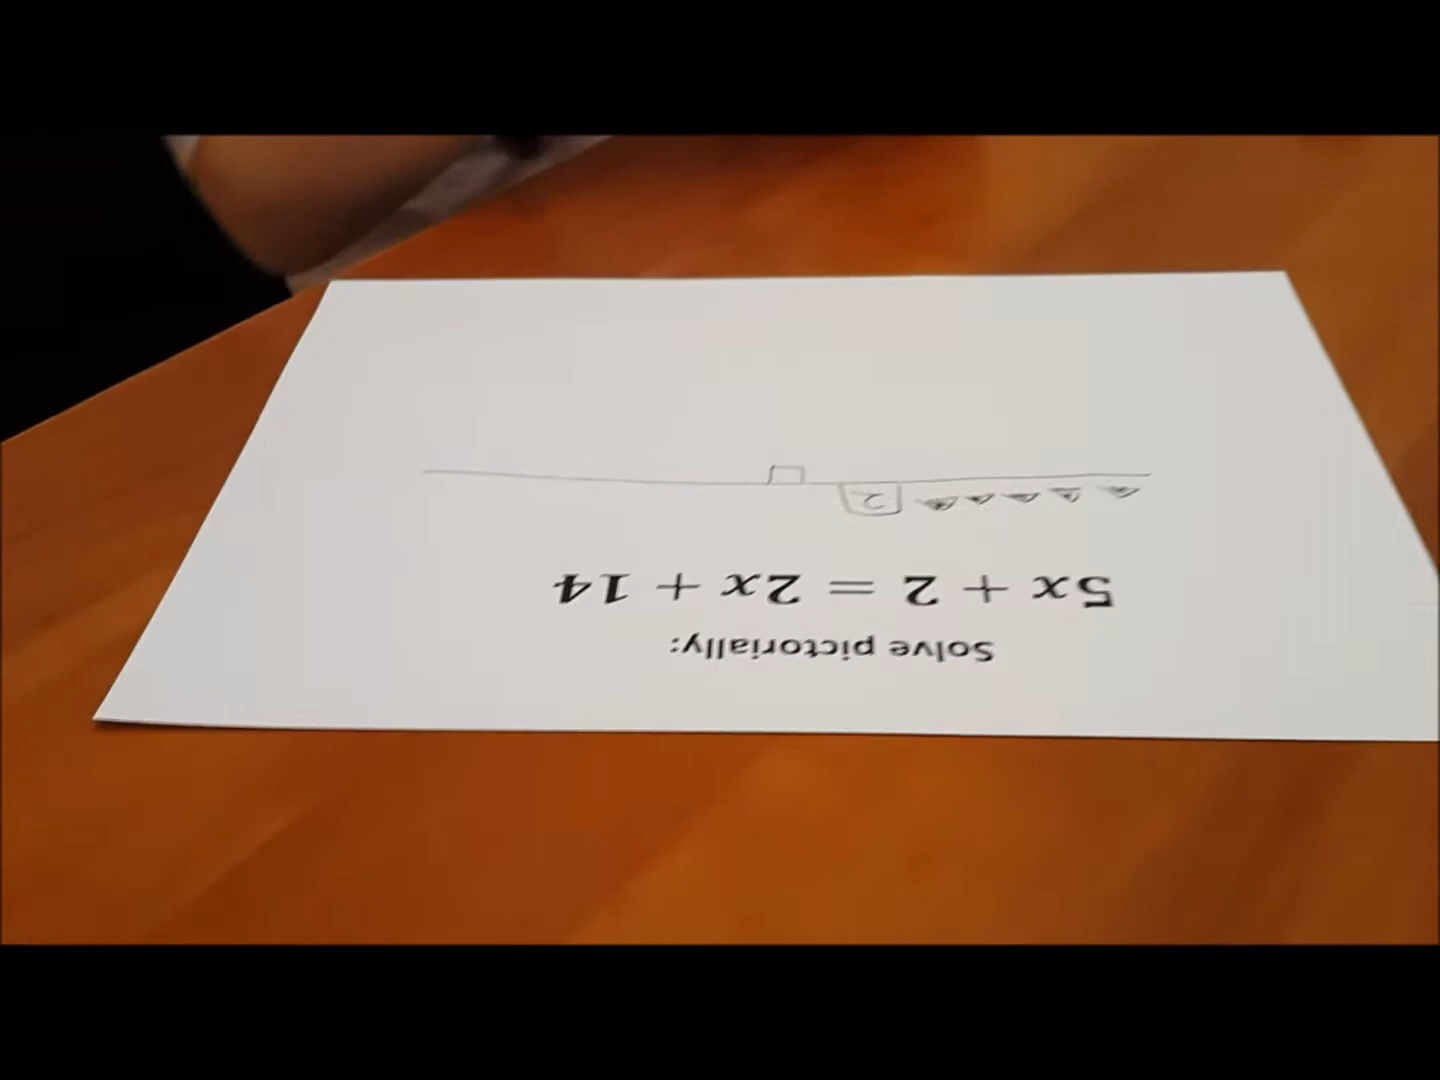 Solve pictorially:
5x + 2 = 2x + 14
2